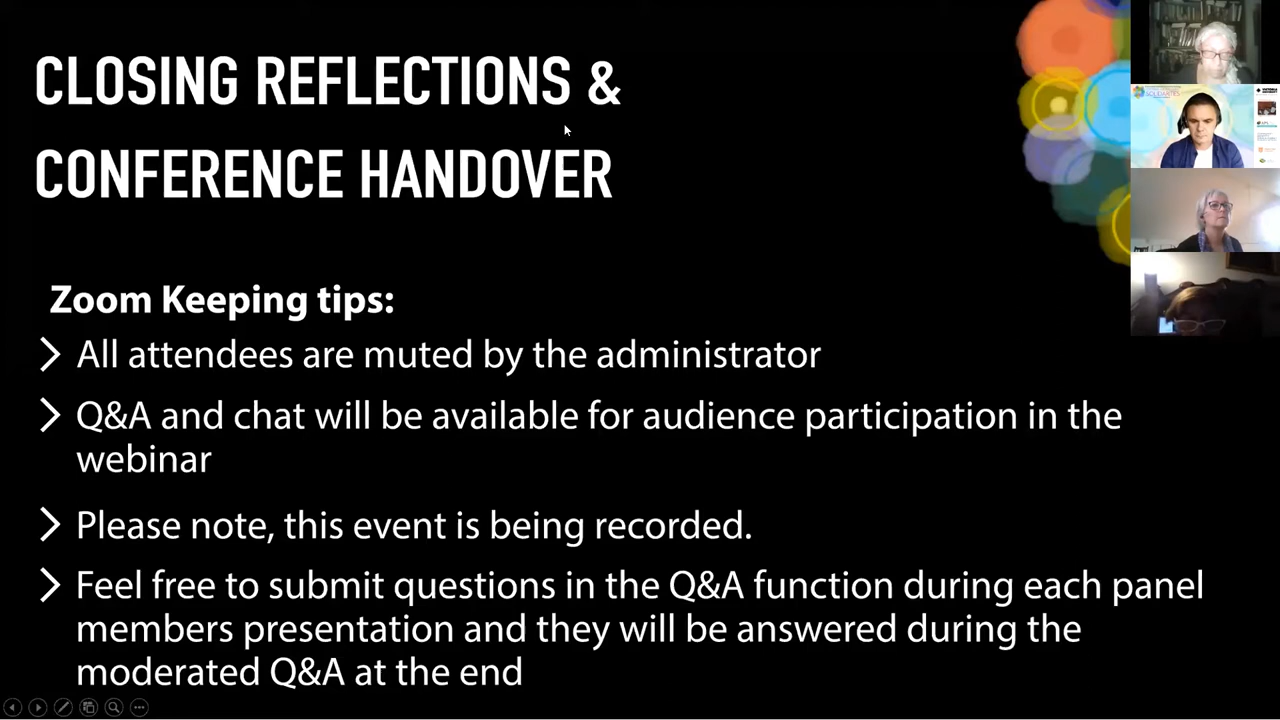 CLOSING REFLECTIONS &
CONFERENCE HANDOVER
Zoom Keeping tips:
All attendees are muted by the administrator
Q&A and chat will be available for audience participation in the
webinar
Please note, this event is being recorded.
Feel free to submit questions in the Q&A function during each panel
members presentation and they will be answered during the
moderated Q&A at the end